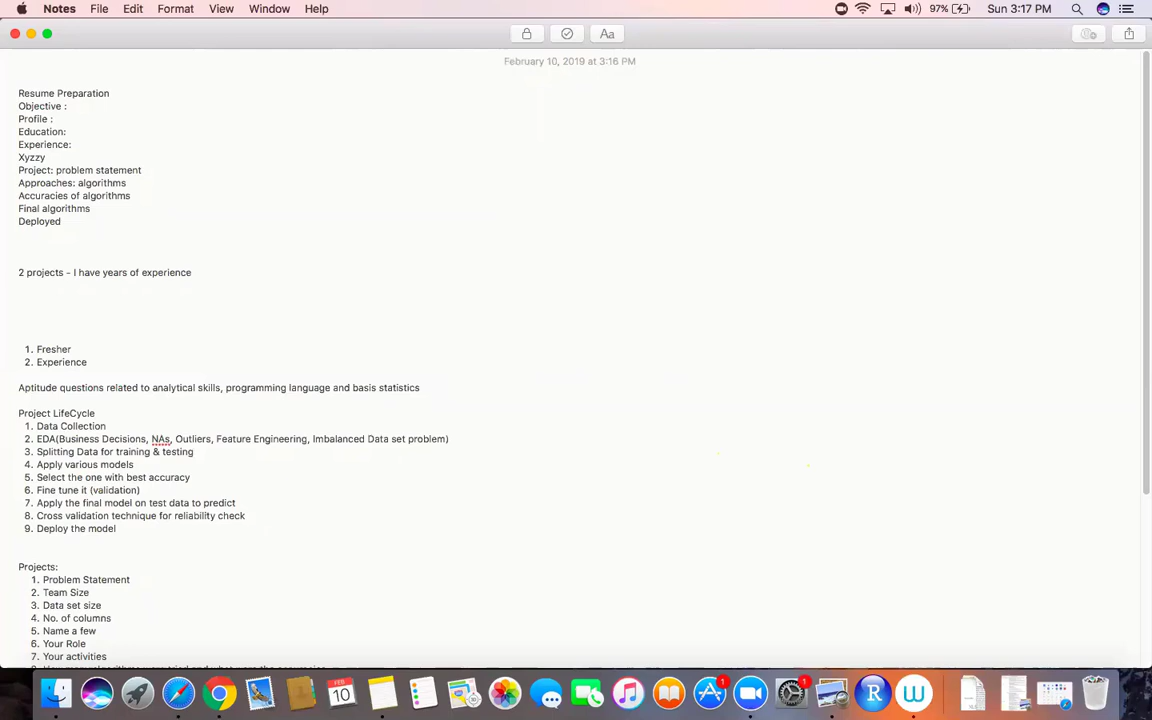 Notes File Edit Format View Window Help 97% Sun 3:17 PM
Aa
February 10, 2019 at 3:16 PM
Resume Preparation
Objective :
Profile :
Education:
Experience:
Xyzzy
Project: problem statement
Approaches: algorithms
Accuracies of algorithms
Final algorithms
Deployed
2 projects - I have years of experience
1. Fresher
2. Experience
Aptitude questions related to analytical skills, programming language and basis statistics
Project LifeCycle
1. Data Collection
2. EDA(Business Decisions, NAs, Outliers, Feature Engineering, Imbalanced Data set problem)
3. Splitting Data for training & testing
4. Apply various models
5. Select the one with best accuracy
6. Fine tune it (validation)
7. Apply the final model on test data to predict
8. Cross validation technique for reliability check
9. Deploy the model
Projects:
1. Problem Statement
2. Team Size
3. Data set size
4. No. of columns
5. Name a few
6. Your Role
7. Your activities
FEB
10
1
1
R
W